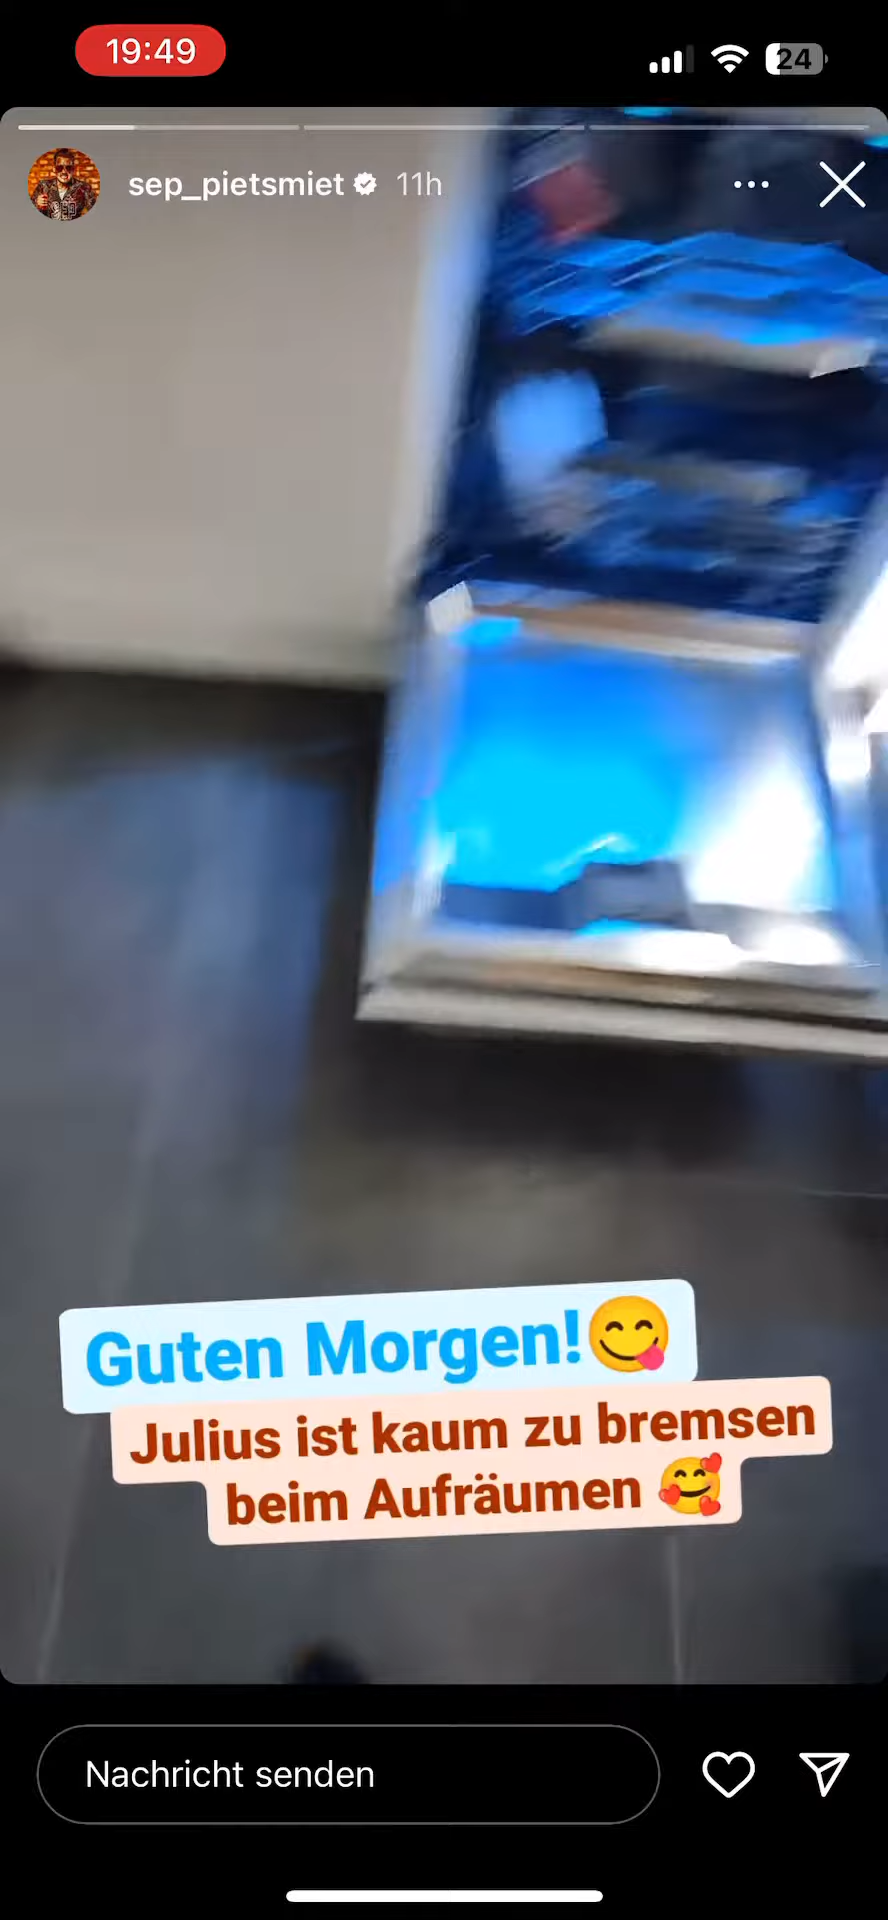 19:49
24
sep_pietsmiet 11h
Guten Morgen!😋
Julius ist kaum zu bremsen
beim Aufräumen 🥰
Nachricht senden